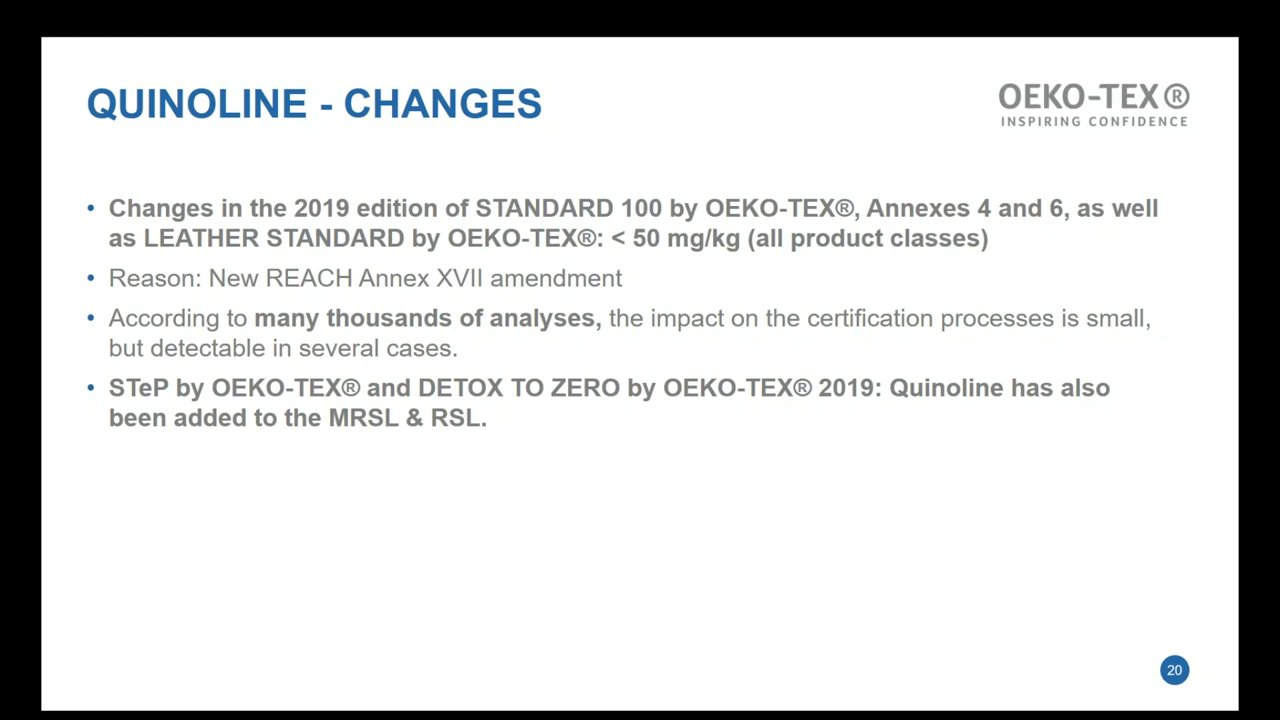 QUINOLINE - CHANGES
OEKO-TEX®
INSPIRING CONFIDENCE
• Changes in the 2019 edition of STANDARD 100 by OEKO-TEX®, Annexes 4 and 6, as well
as LEATHER STANDARD by OEKO-TEX®: < 50 mg/kg (all product classes)
• Reason: New REACH Annex XVII amendment
• According to many thousands of analyses, the impact on the certification processes is small,
but detectable in several cases.
• STeP by OEKO-TEX® and DETOX TO ZERO by OEKO-TEX® 2019: Quinoline has also
been added to the MRSL & RSL.
20